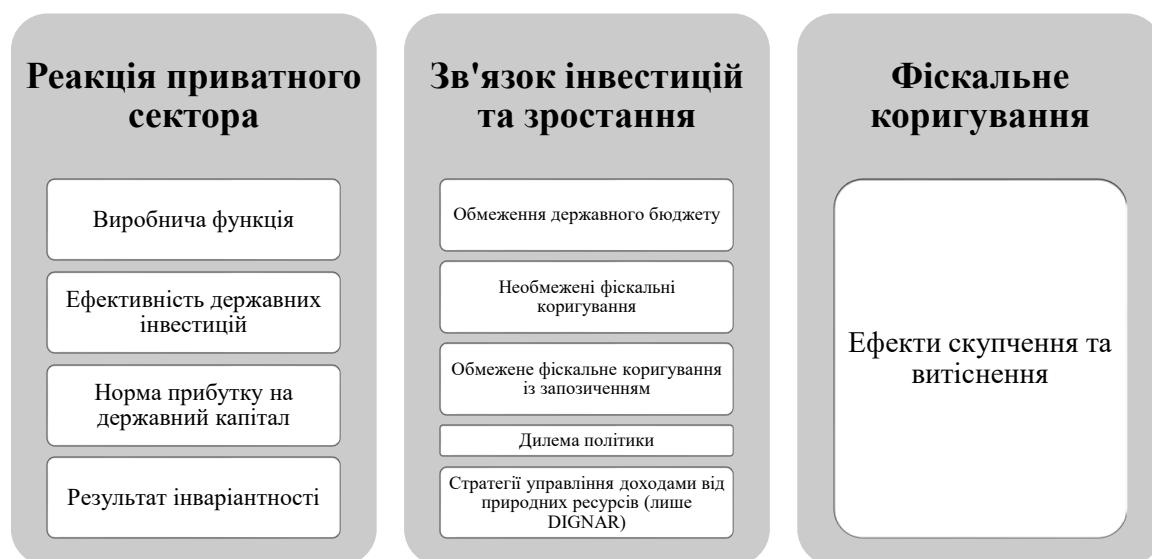 Реакція приватного
сектора
Виробнича функція
Ефективність державних
інвестицій
Норма прибутку на
державний капітал
Результат інваріантності
Зв'язок інвестицій
та зростання
Обмеження державного бюджету
Необмежені фіскальні
коригування
Обмежене фіскальне коригування
із запозиченням
Дилема політики
Стратегії управління доходами від
природних ресурсів (лише
DIGNAR)
Фіскальне
коригування
Ефекти скупчення та
витіснення